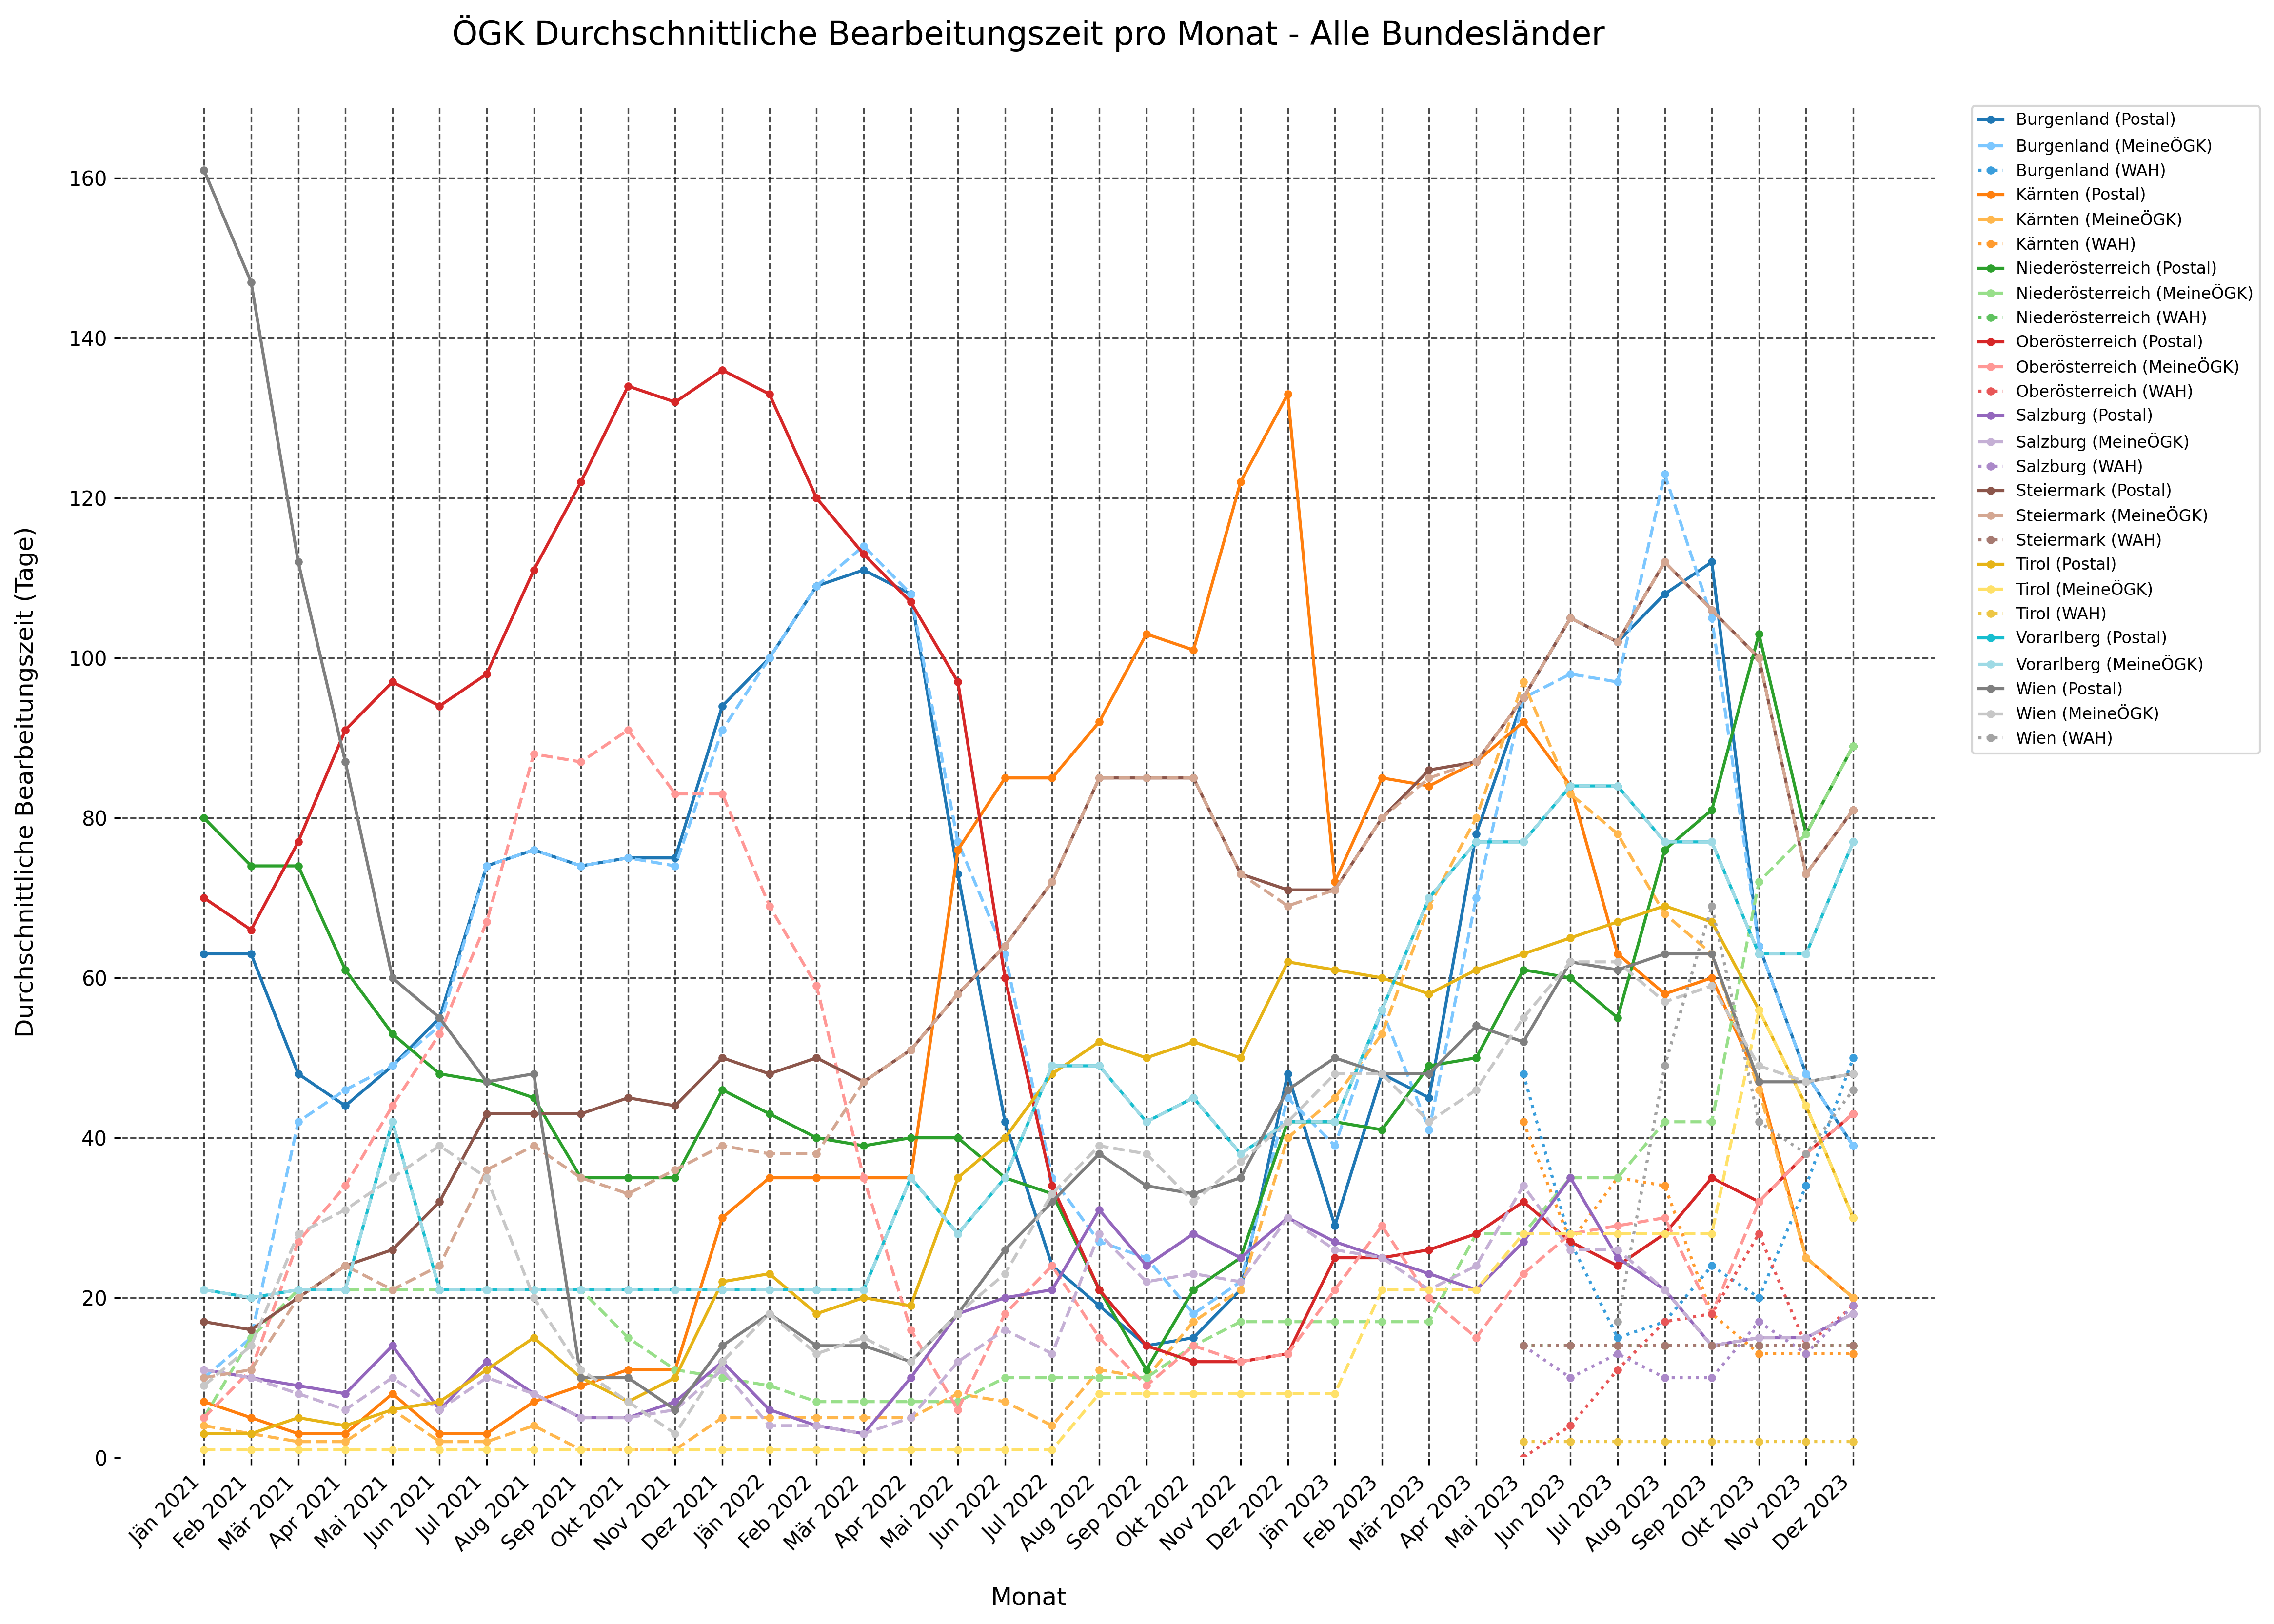 ÖGK Durchschnittliche Bearbeitungszeit pro Monat - Alle Bundesländer
Durchschnittliche Bearbeitungszeit (Tage)
160
140
120
100
80
60
40
20
0
Jän 2021
Feb 2021
Mär 2021
Apr 2021
Mai 2021
Jun 2021
Jul 2021
Aug 2021
Sep 2021
Okt 2021
Nov 2021
Dez 2021
Jän 2022
Feb 2022
Mär 2022
Apr 2022
Mai 2022
Jun 2022
Jul 2022
Aug 2022
Sep 2022
Okt 2022
Nov 2022
Dez 2022
Jän 2023
Feb 2023
Mär 2023
Apr 2023
Mai 2023
Jun 2023
Jul 2023
Aug 2023
Sep 2023
Okt 2023
Nov 2023
Dez 2023
Monat
Burgenland (Postal)
Burgenland (MeineÖGK)
Burgenland (WAH)
Kärnten (Postal)
Kärnten (MeineÖGK)
Kärnten (WAH)
Niederösterreich (Postal)
Niederösterreich (MeineÖGK)
Niederösterreich (WAH)
Oberösterreich (Postal)
Oberösterreich (MeineÖGK)
Oberösterreich (WAH)
Salzburg (Postal)
Salzburg (MeineÖGK)
Salzburg (WAH)
Steiermark (Postal)
Steiermark (MeineÖGK)
Steiermark (WAH)
Tirol (Postal)
Tirol (MeineÖGK)
Tirol (WAH)
Vorarlberg (Postal)
Vorarlberg (MeineÖGK)
Wien (Postal)
Wien (MeineÖGK)
Wien (WAH)